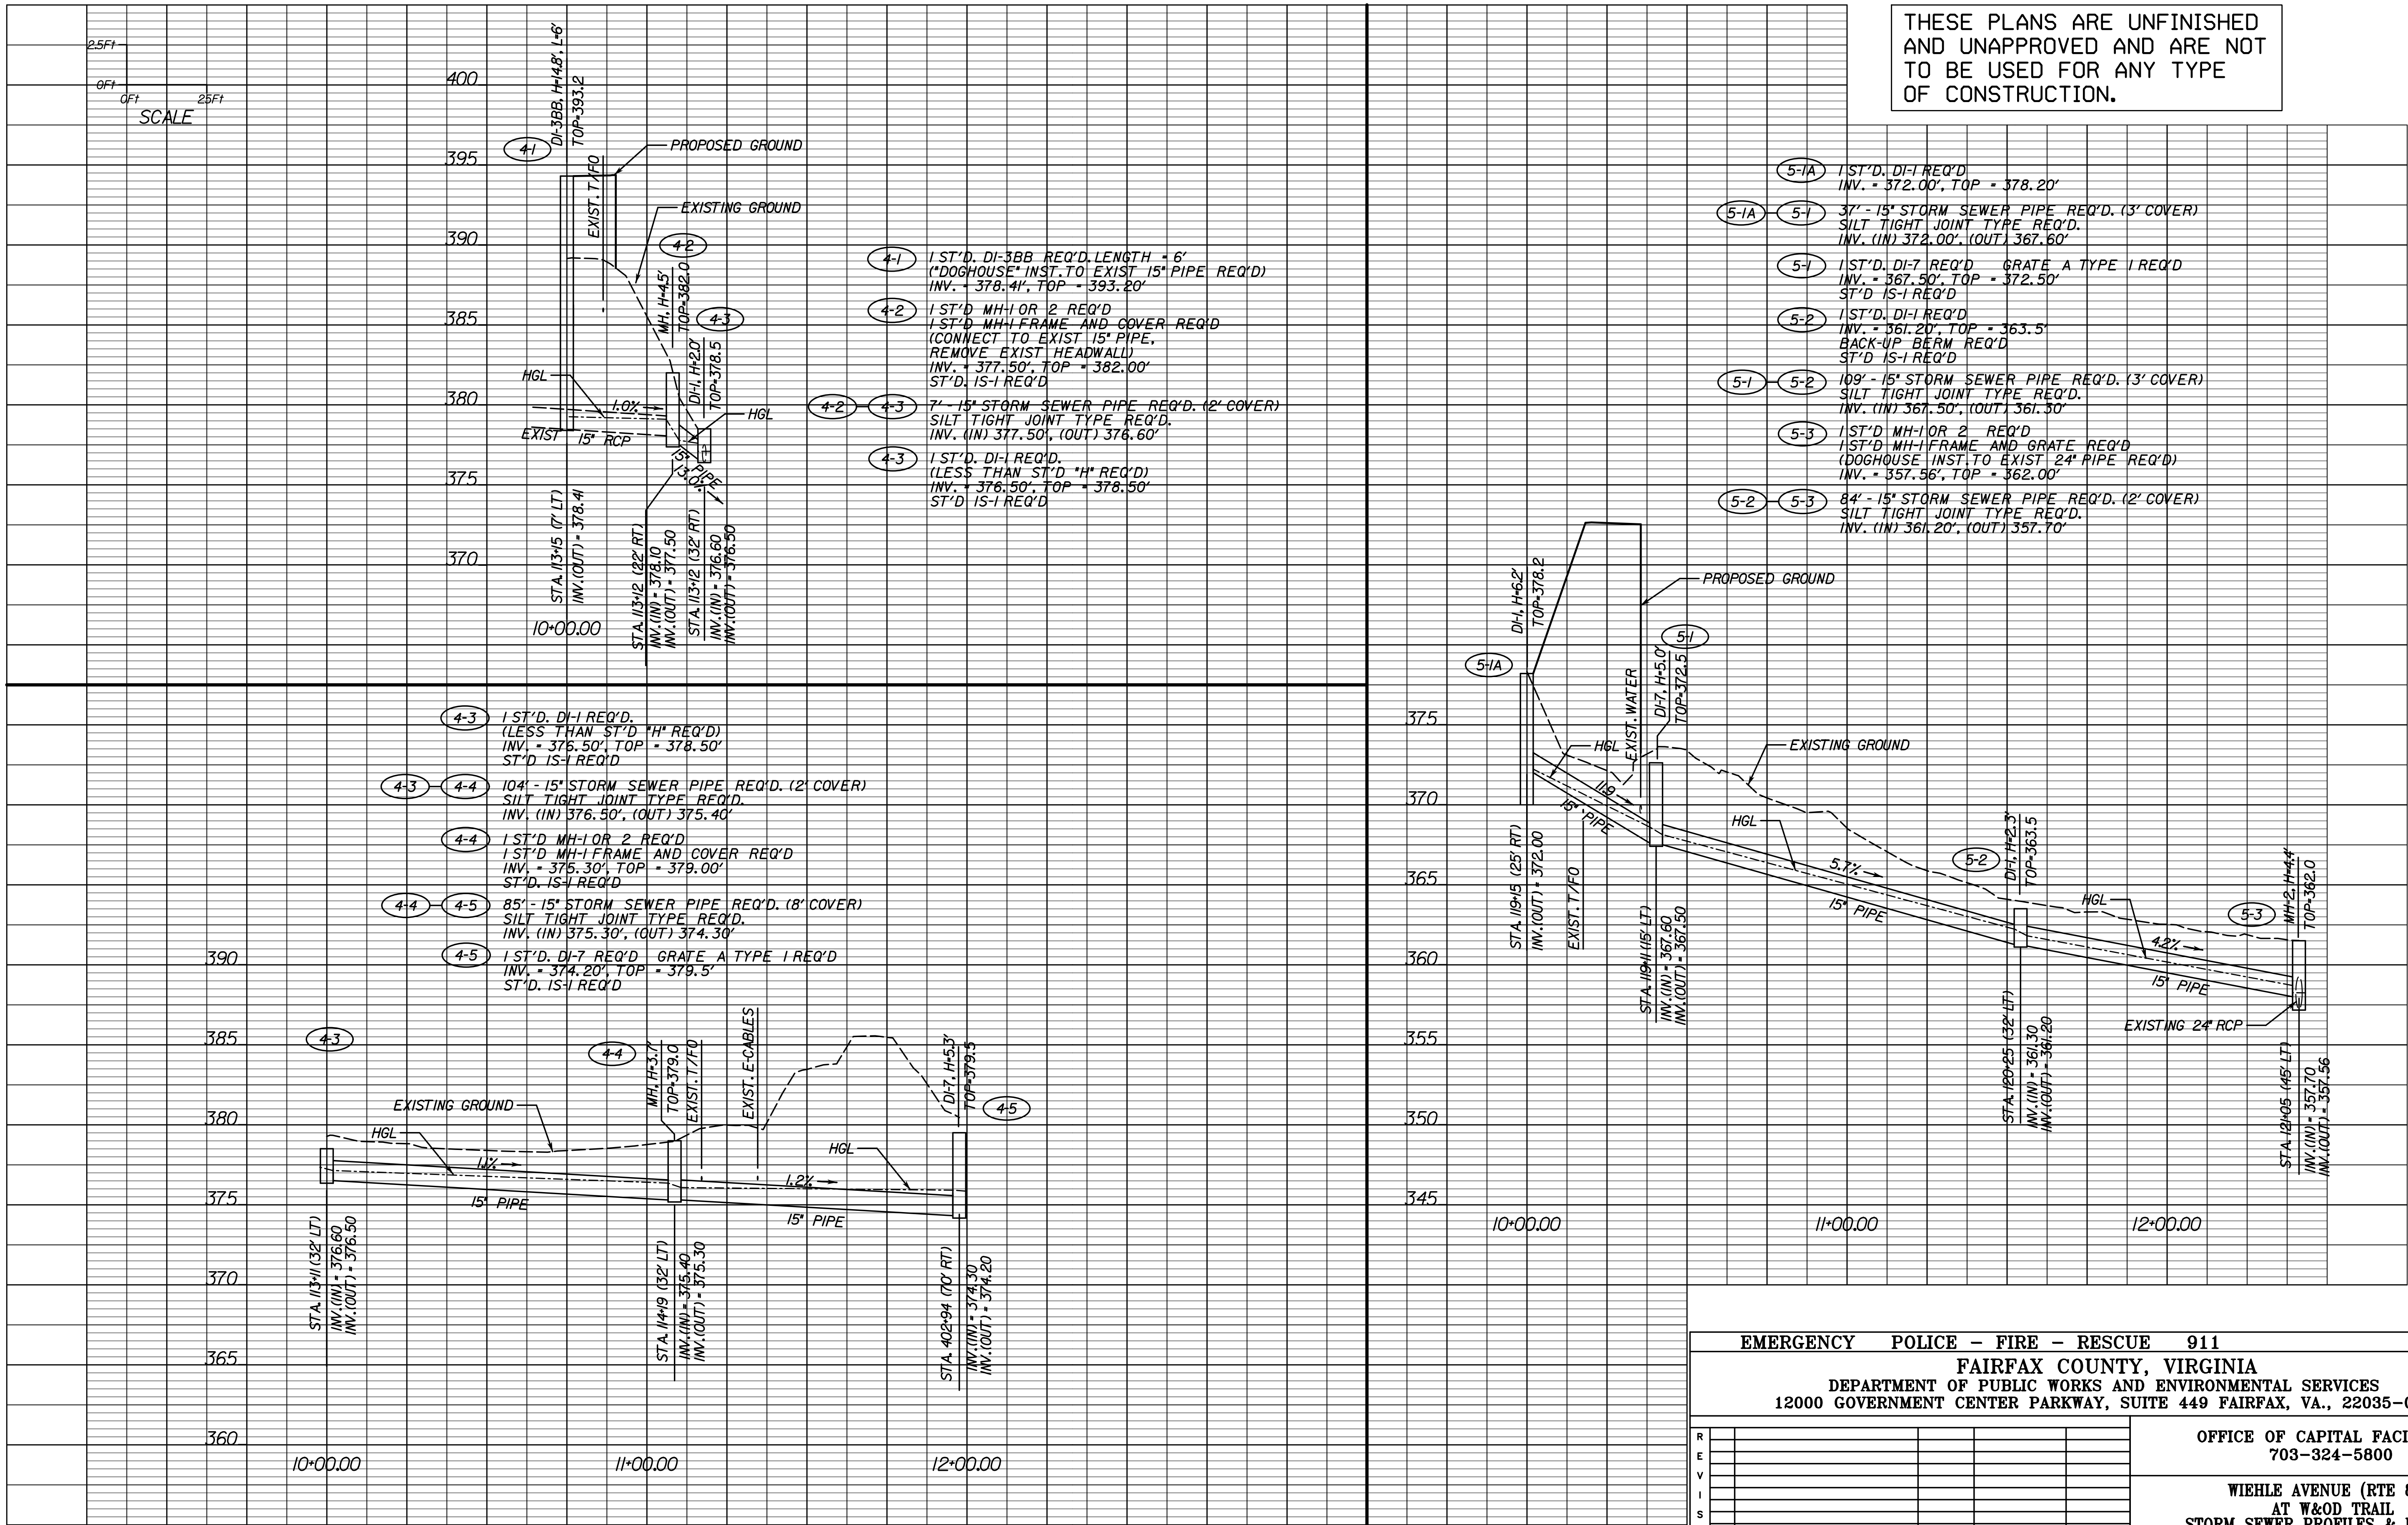 THESE PLANS ARE UNFINISHED
AND UNAPPROVED AND ARE NOT
TO BE USED FOR ANY TYPE
OF CONSTRUCTION.
2.5Ft
0Ft
0Ft 25Ft
SCALE
400
395
390
385
380
375
370
4-1
DI-3BB, H=14.8', L=6'
TOP=393.2
EXIST. T/FO
PROPOSED GROUND
EXISTING GROUND
4-2
MH, H=4.5'
TOP=382.0
4-3
DI-1, H=2.0'
TOP=378.5
HGL
1.0%
HGL
EXIST 15" RCP
15" PIPE
13.0%
STA. 113+15 (7' LT)
INV.(OUT) = 378.41
STA. 113+12 (22' RT)
INV.(IN) = 378.10
INV.(OUT) = 377.50
STA. 113+12 (32' RT)
INV.(IN) = 376.60
INV.(OUT) = 376.50
10+00.00
4-1 1 ST'D. DI-3BB REQ'D. LENGTH = 6'
("DOGHOUSE" INST. TO EXIST 15" PIPE REQ'D)
INV. = 378.41', TOP = 393.20'
4-2 1 ST'D MH-1 OR 2 REQ'D
1 ST'D MH-1 FRAME AND COVER REQ'D
(CONNECT TO EXIST 15" PIPE,
REMOVE EXIST HEADWALL)
INV. = 377.50', TOP = 382.00'
ST'D. IS-1 REQ'D
4-2 4-3 7' - 15" STORM SEWER PIPE REQ'D. (2' COVER)
SILT TIGHT JOINT TYPE REQ'D.
INV. (IN) 377.50', (OUT) 376.60'
4-3 1 ST'D. DI-1 REQ'D.
(LESS THAN ST'D "H" REQ'D)
INV. = 376.50', TOP = 378.50'
ST'D IS-1 REQ'D
4-3 1 ST'D. DI-1 REQ'D.
(LESS THAN ST'D "H" REQ'D)
INV. = 376.50', TOP = 378.50'
ST'D IS-1 REQ'D
4-3 4-4 104' - 15" STORM SEWER PIPE REQ'D. (2' COVER)
SILT TIGHT JOINT TYPE REQ'D.
INV. (IN) 376.50', (OUT) 375.40'
4-4 1 ST'D MH-1 OR 2 REQ'D
1 ST'D MH-1 FRAME AND COVER REQ'D
INV. = 375.30', TOP = 379.00'
ST'D. IS-1 REQ'D
4-4 4-5 85' - 15" STORM SEWER PIPE REQ'D. (8' COVER)
SILT TIGHT JOINT TYPE REQ'D.
INV. (IN) 375.30', (OUT) 374.30'
4-5 1 ST'D. DI-7 REQ'D GRATE A TYPE 1 REQ'D
INV. = 374.20', TOP = 379.5'
ST'D. IS-1 REQ'D
390
385
380
375
370
365
360
4-3
EXISTING GROUND
HGL
1.1%
15" PIPE
4-4
MH, H=3.7'
TOP=379.0
EXIST. T/FO
EXIST. E-CABLES
1.2%
15" PIPE
HGL
DI-7, H=5.3'
TOP=379.5
4-5
STA. 113+11 (32' LT)
INV.(IN) = 376.60
INV.(OUT) = 376.50
STA. 114+19 (32' LT)
INV.(IN) = 375.40
INV.(OUT) = 375.30
STA. 402+94 (70' RT)
INV.(IN) = 374.30
INV.(OUT) = 374.20
10+00.00 11+00.00 12+00.00
5-1A 1 ST'D. DI-1 REQ'D
INV. = 372.00', TOP = 378.20'
5-1A 5-1 37' - 15" STORM SEWER PIPE REQ'D. (3' COVER)
SILT TIGHT JOINT TYPE REQ'D.
INV. (IN) 372.00', (OUT) 367.60'
5-1 1 ST'D. DI-7 REQ'D GRATE A TYPE 1 REQ'D
INV. = 367.50', TOP = 372.50'
ST'D IS-1 REQ'D
5-2 1 ST'D. DI-1 REQ'D
INV. = 361.20', TOP = 363.5'
BACK-UP BERM REQ'D
ST'D IS-1 REQ'D
5-1 5-2 109' - 15" STORM SEWER PIPE REQ'D. (3' COVER)
SILT TIGHT JOINT TYPE REQ'D.
INV. (IN) 367.50', (OUT) 361.30'
5-3 1 ST'D MH-1 OR 2 REQ'D
1 ST'D MH-1 FRAME AND GRATE REQ'D
(DOGHOUSE INST. TO EXIST 24" PIPE REQ'D)
INV. = 357.56', TOP = 362.00'
5-2 5-3 84' - 15" STORM SEWER PIPE REQ'D. (2' COVER)
SILT TIGHT JOINT TYPE REQ'D.
INV. (IN) 361.20', (OUT) 357.70'
375
370
365
360
355
350
345
5-1A
DI-1, H=6.2'
TOP=378.2
PROPOSED GROUND
5-1
EXIST. WATER
DI-7, H=5.0'
TOP=372.5
HGL
11.9
15" PIPE
EXISTING GROUND
HGL
5.7%
15" PIPE
5-2
DI-1, H=2.3'
TOP=363.5
HGL
4.2%
15" PIPE
5-3
MH-2, H=4.4'
TOP=362.0
EXISTING 24" RCP
STA. 119+15 (25' RT)
INV.(OUT) = 372.00
EXIST. T/FO
STA. 119+11 (15' LT)
INV.(IN) = 367.60
INV.(OUT) = 367.50
STA. 120+25 (32' LT)
INV.(IN) = 361.30
INV.(OUT) = 361.20
STA. 121+05 (45' LT)
INV.(IN) = 357.70
INV.(OUT) = 357.56
10+00.00 11+00.00 12+00.00
EMERGENCY POLICE - FIRE - RESCUE 911
FAIRFAX COUNTY, VIRGINIA
DEPARTMENT OF PUBLIC WORKS AND ENVIRONMENTAL SERVICES
12000 GOVERNMENT CENTER PARKWAY, SUITE 449 FAIRFAX, VA., 22035-0
R
E
V
I
S
OFFICE OF CAPITAL FACI
703-324-5800
WIEHLE AVENUE (RTE
AT W&OD TRAIL
STORM SEWER PROFILES &